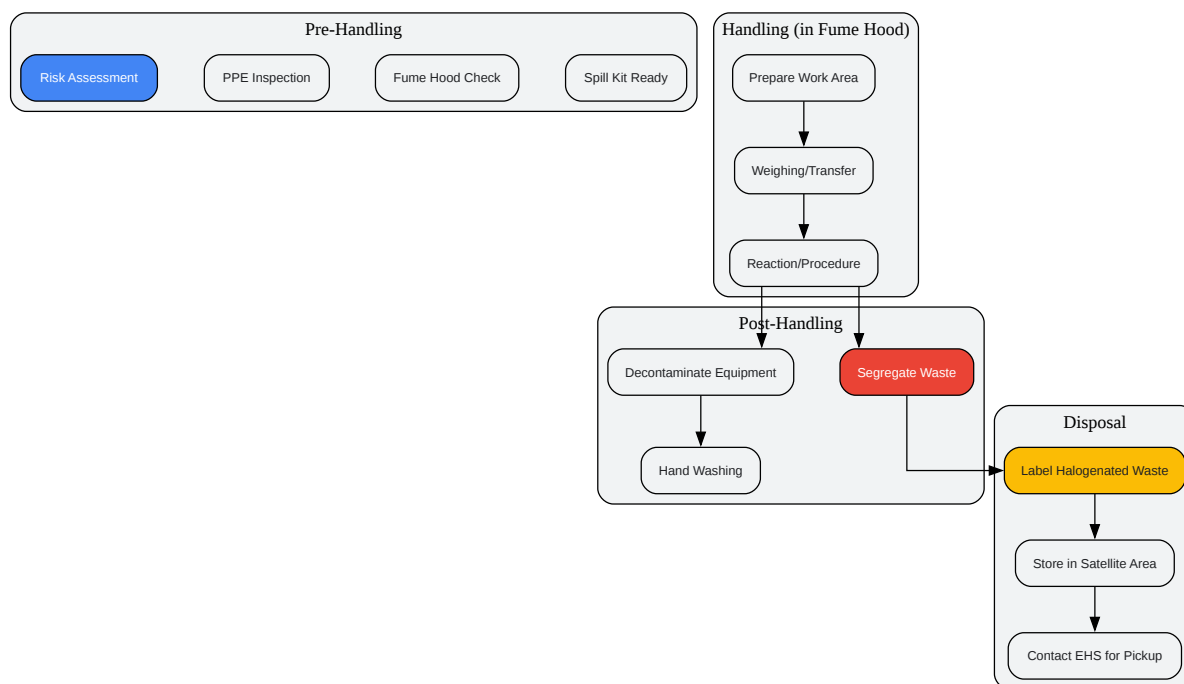 Pre-Handling
Risk Assessment
PPE Inspection
Fume Hood Check
Spill Kit Ready
Handling (in Fume Hood)
Prepare Work Area
Weighing/Transfer
Reaction/Procedure
Post-Handling
Decontaminate Equipment
Segregate Waste
Hand Washing
Disposal
Label Halogenated Waste
Store in Satellite Area
Contact EHS for Pickup